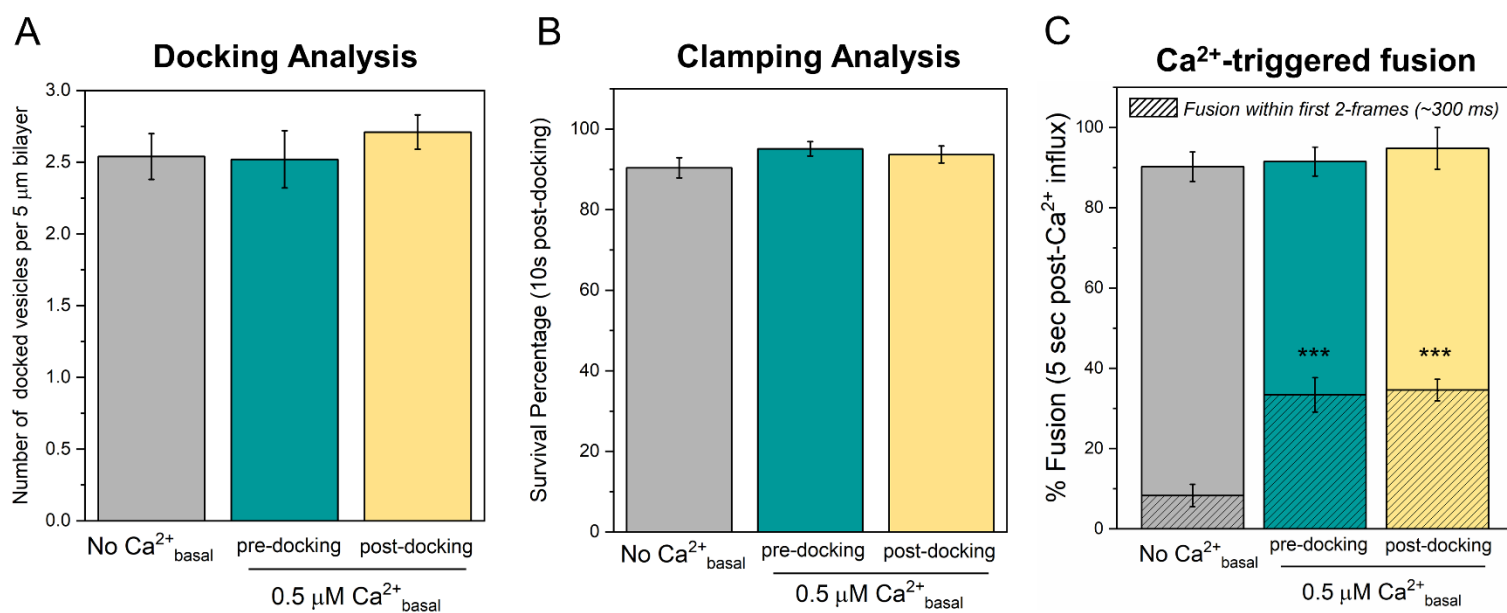 A
Docking Analysis
Number of docked vesicles per 5 μm bilayer
3.0
2.5
2.0
1.5
1.0
0.5
0.0
No Ca²⁺basal
pre-docking
post-docking
0.5 μM Ca²⁺basal
B
Clamping Analysis
Survival Percentage (10s post-docking)
100
80
60
40
20
0
No Ca²⁺basal
pre-docking
post-docking
0.5 μM Ca²⁺basal
C
Ca²⁺-triggered fusion
Fusion within first 2-frames (~300 ms)
% Fusion (5 sec post-Ca²⁺ influx)
100
80
60
40
20
0
***
***
No Ca²⁺basal
pre-docking
post-docking
0.5 μM Ca²⁺basal